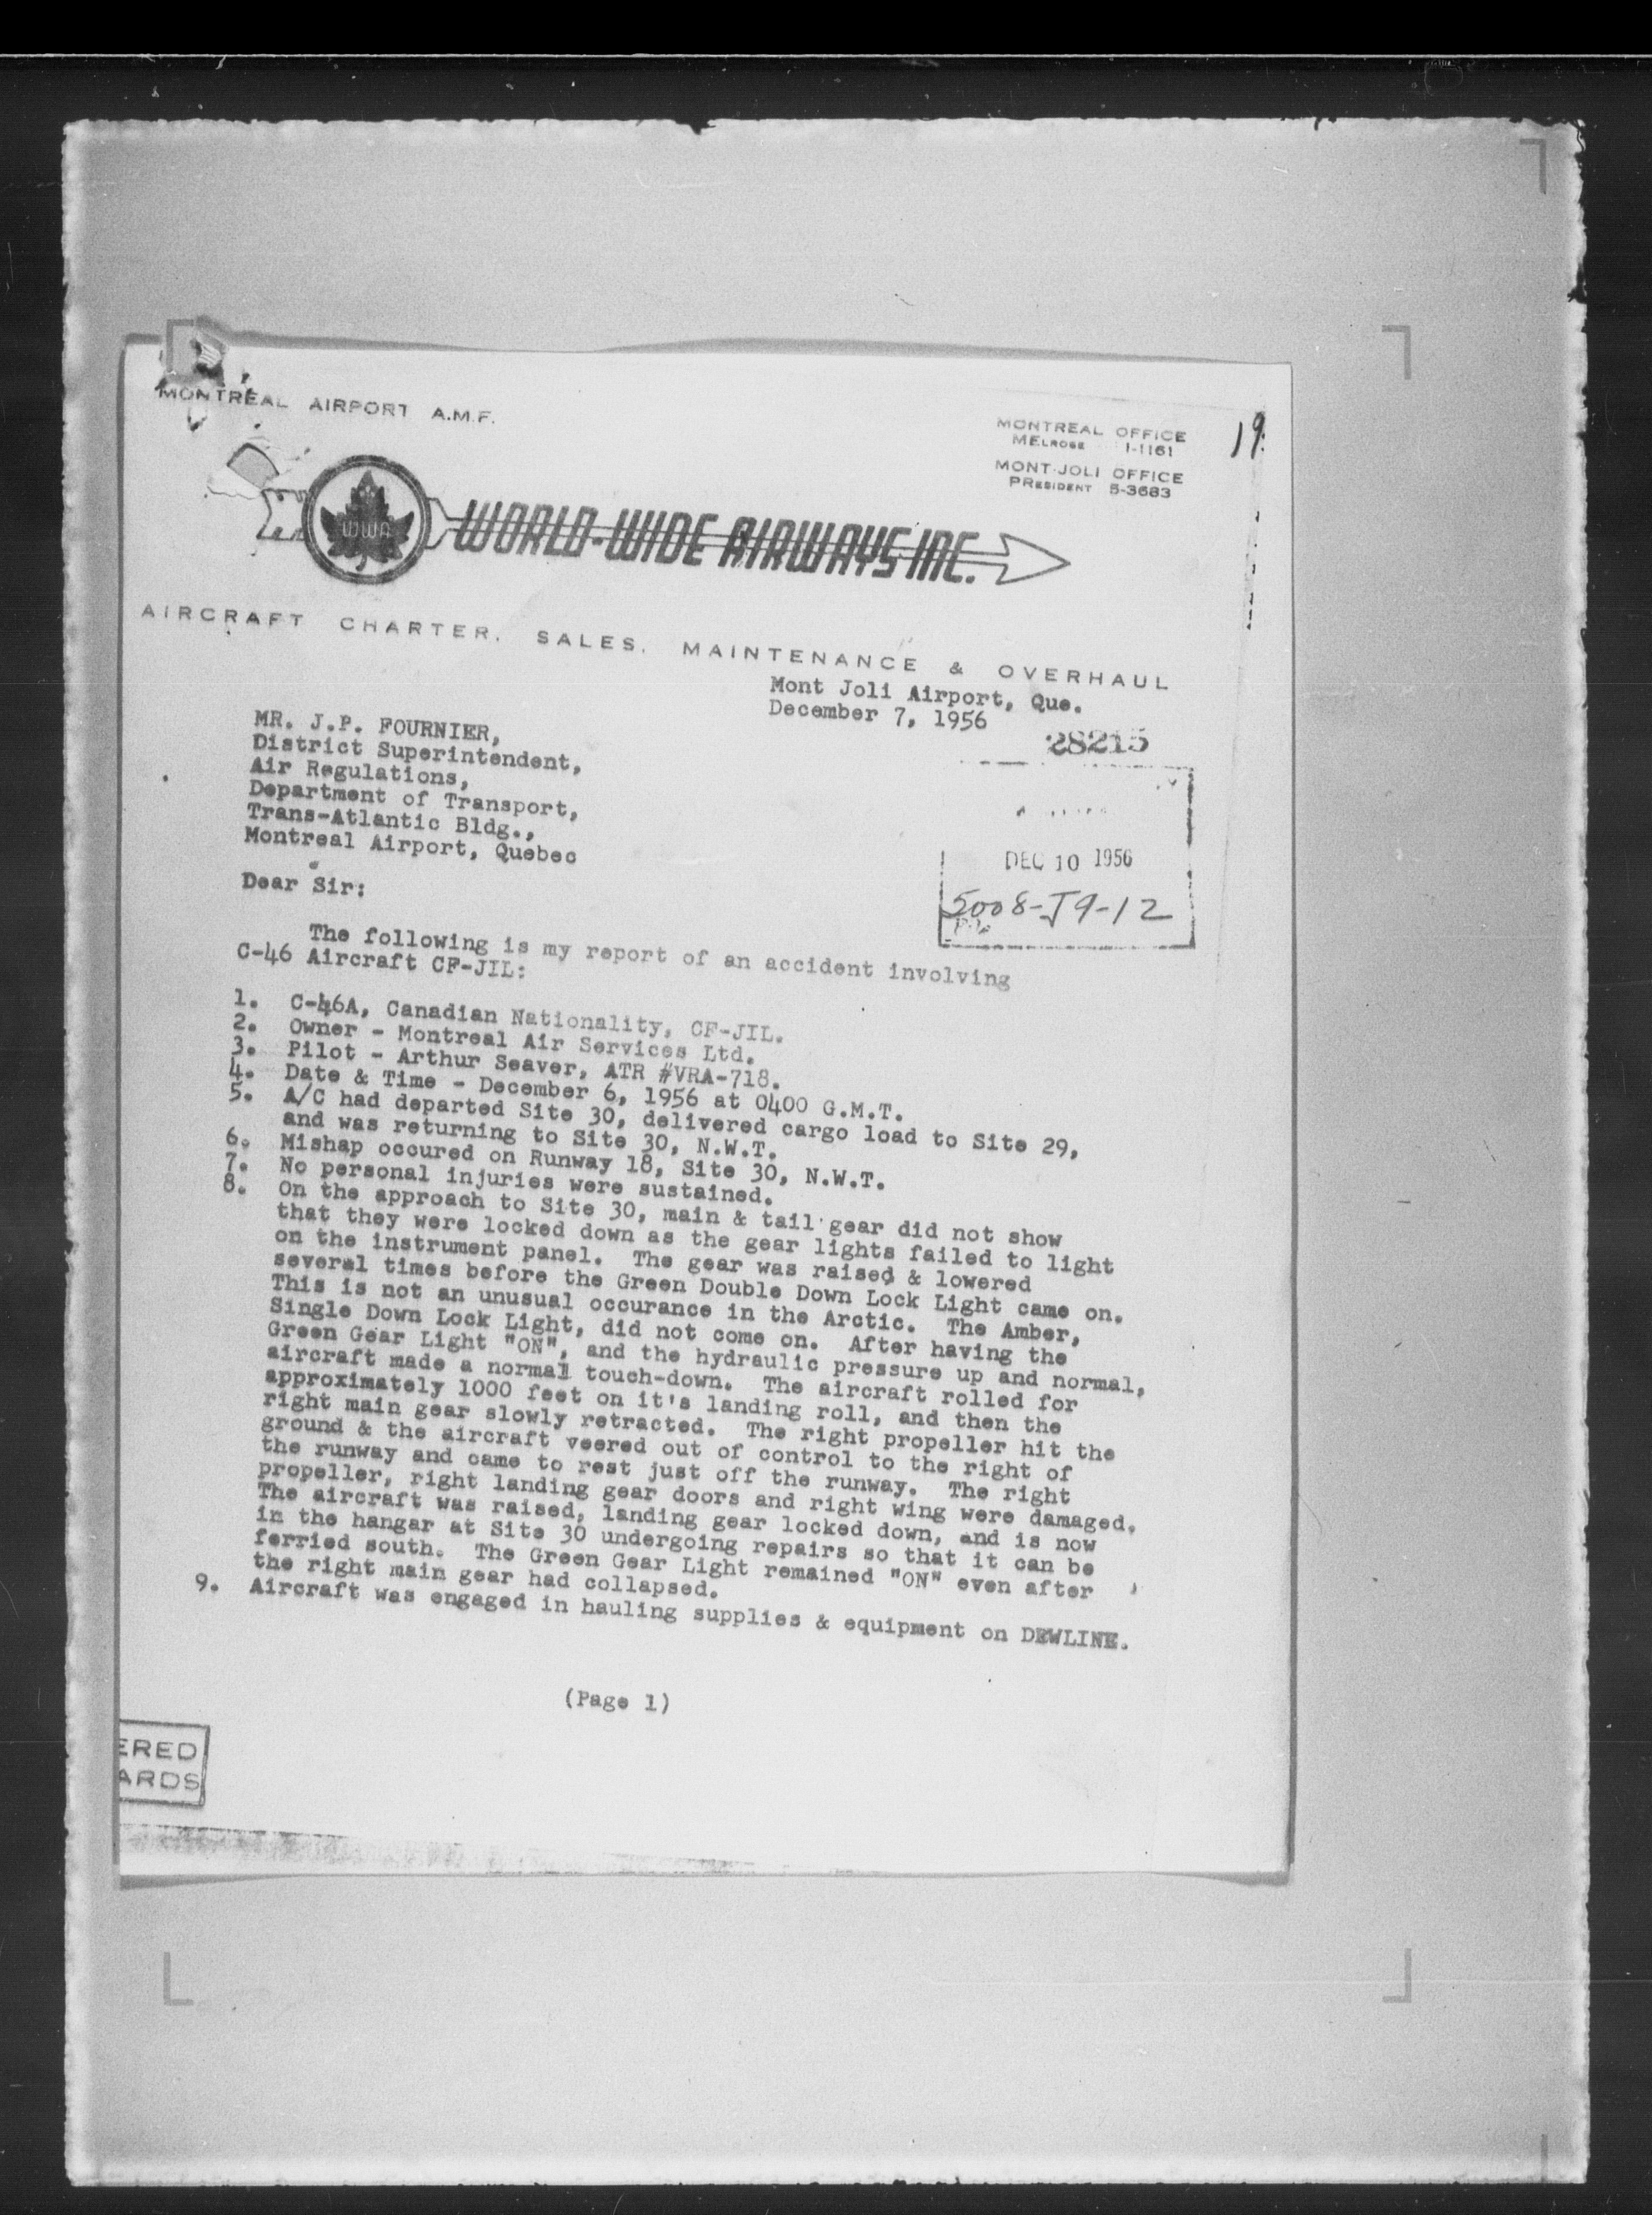 MONTREAL AIRPORT A.M.F.
MONTREAL OFFICE
MELROSE 1-1161
MONT-JOLI OFFICE
PRESIDENT 5-3683
19
WWA
WORLD-WIDE AIRWAYS INC.
AIRCRAFT CHARTER, SALES, MAINTENANCE & OVERHAUL
Mont Joli Airport, Que.
December 7, 1956
28215
MR. J.P. FOURNIER,
District Superintendent,
Air Regulations,
Department of Transport,
Trans-Atlantic Bldg.,
Montreal Airport, Quebec
DEC 10 1956
5008-J9-12
File
Dear Sir:
The following is my report of an accident involving
C-46 Aircraft CF-JIL:
1. C-46A, Canadian Nationality, CF-JIL.
2. Owner - Montreal Air Services Ltd.
3. Pilot - Arthur Seaver, ATR #VRA-718.
4. Date & Time - December 6, 1956 at 0400 G.M.T.
5. A/C had departed Site 30, delivered cargo load to Site 29,
and was returning to Site 30, N.W.T.
6. Mishap occured on Runway 18, Site 30, N.W.T.
7. No personal injuries were sustained.
8. On the approach to Site 30, main & tail gear did not show
that they were locked down as the gear lights failed to light
on the instrument panel. The gear was raised & lowered
several times before the Green Double Down Lock Light came on.
This is not an unusual occurance in the Arctic. The Amber,
Single Down Lock Light, did not come on. After having the
Green Gear Light "ON", and the hydraulic pressure up and normal,
aircraft made a normal touch-down. The aircraft rolled for
approximately 1000 feet on it's landing roll, and then the
right main gear slowly retracted. The right propeller hit the
ground & the aircraft veered out of control to the right of
the runway and came to rest just off the runway. The right
propeller, right landing gear doors and right wing were damaged.
The aircraft was raised, landing gear locked down, and is now
in the hangar at Site 30 undergoing repairs so that it can be
ferried south. The Green Gear Light remained "ON" even after
the right main gear had collapsed.
9. Aircraft was engaged in hauling supplies & equipment on DEWLINE.
(Page 1)
ERED
ARDS